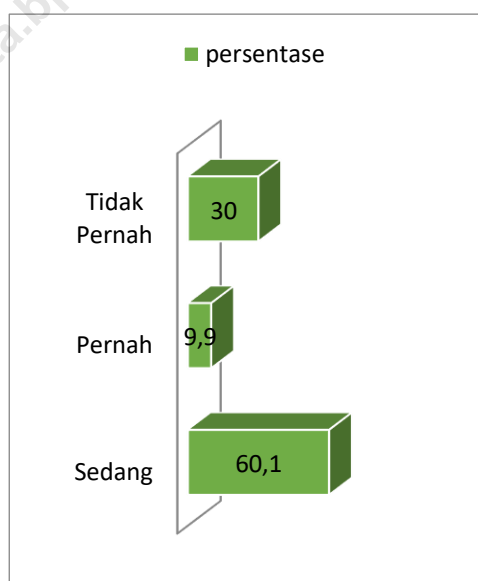 persentase
Tidak
Pernah
30
Pernah
9,9
Sedang
60,1